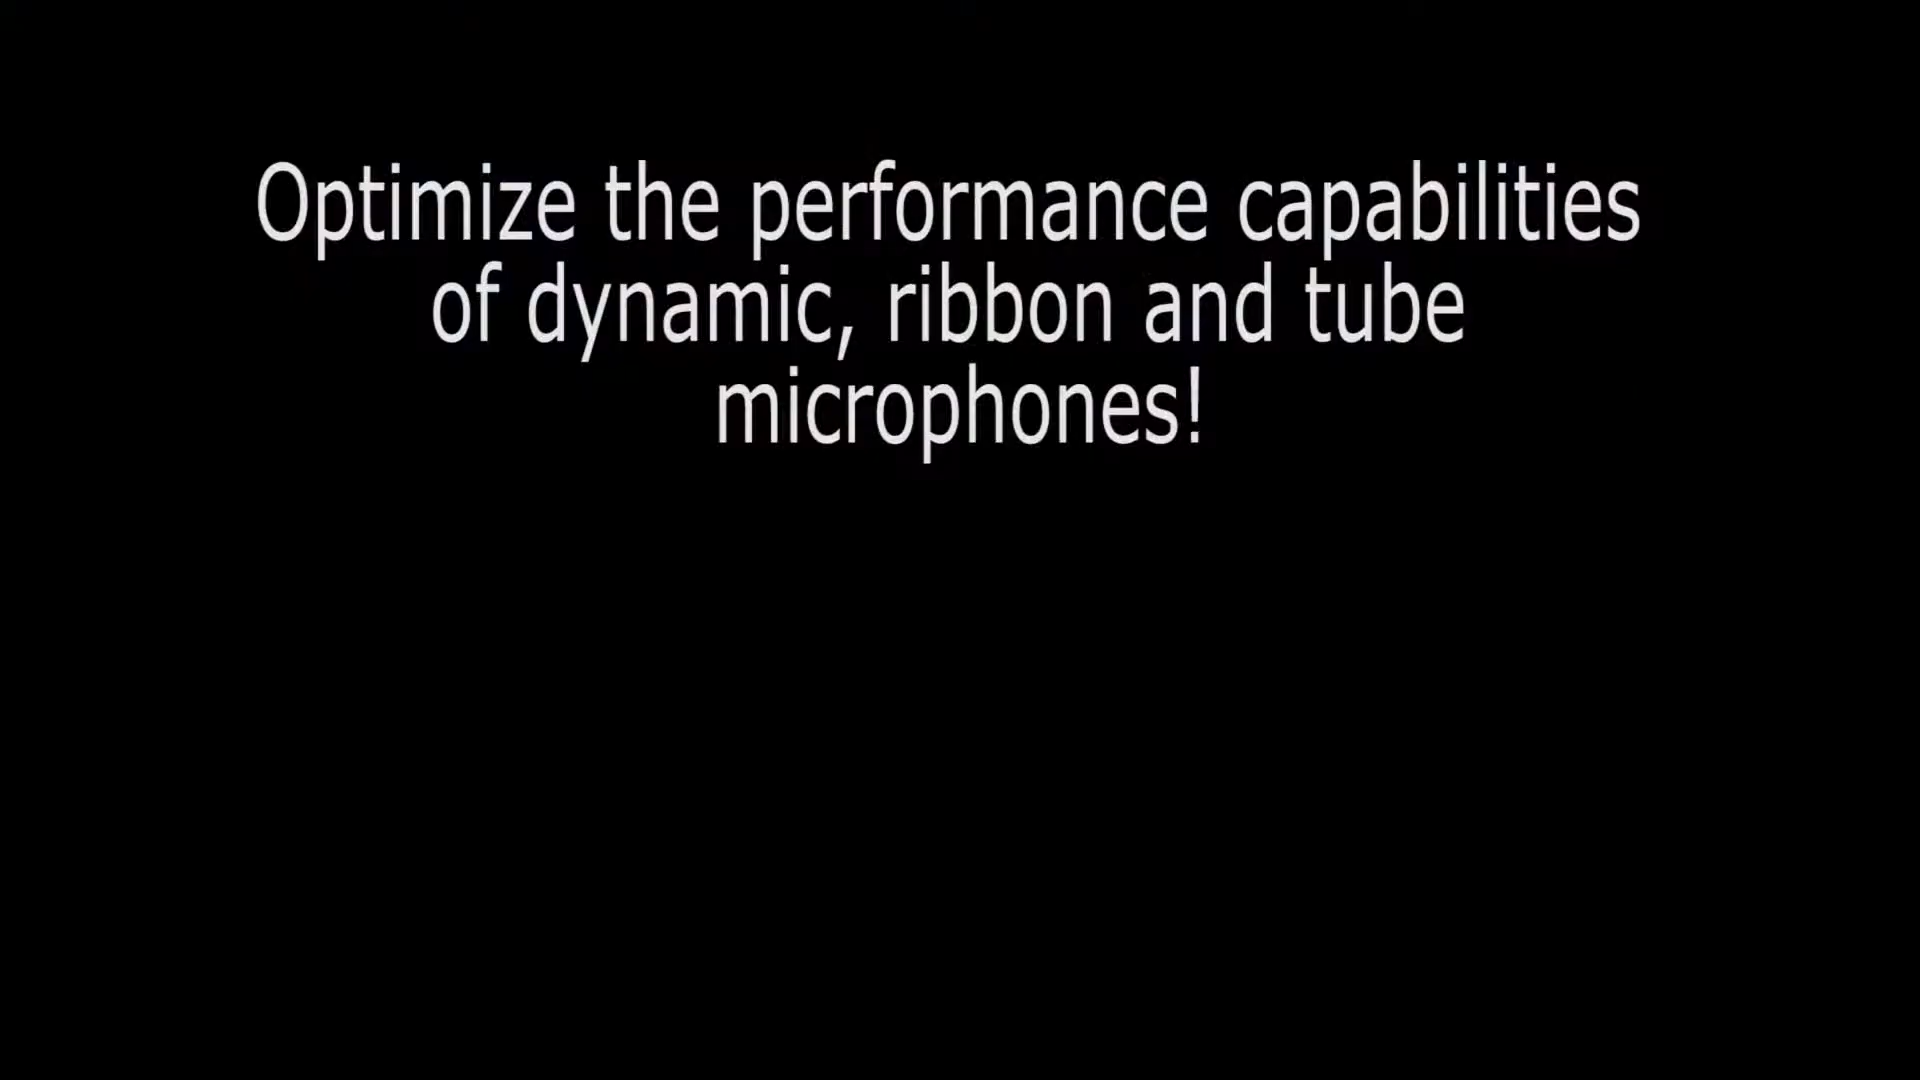 Optimize the performance capabilities
of dynamic, ribbon and tube
microphones!